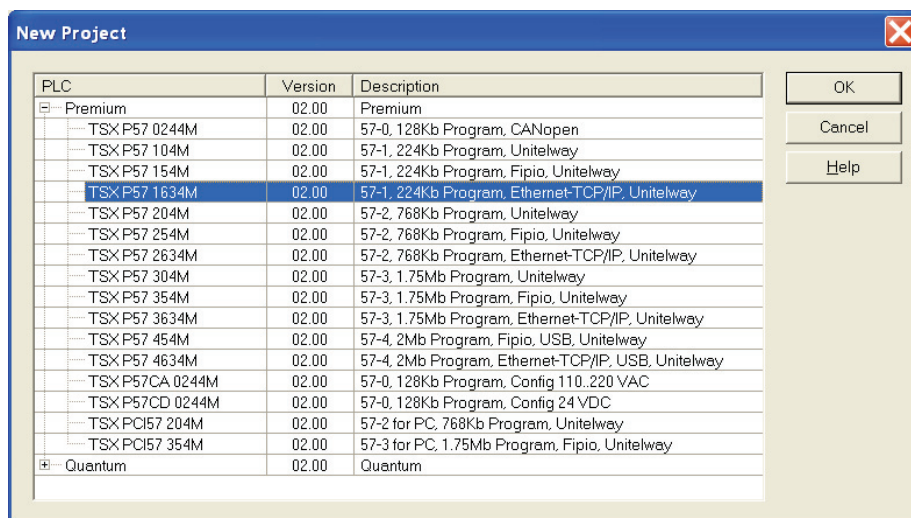 New Project
PLC Version Description
Premium 02.00 Premium
TSX P57 0244M 02.00 57-0, 128Kb Program, CANopen
TSX P57 104M 02.00 57-1, 224Kb Program, Unitelway
TSX P57 154M 02.00 57-1, 224Kb Program, Fipio, Unitelway
TSX P57 1634M 02.00 57-1, 224Kb Program, Ethernet-TCP/IP, Unitelway
TSX P57 204M 02.00 57-2, 768Kb Program, Unitelway
TSX P57 254M 02.00 57-2, 768Kb Program, Fipio, Unitelway
TSX P57 2634M 02.00 57-2, 768Kb Program, Ethernet-TCP/IP, Unitelway
TSX P57 304M 02.00 57-3, 1.75Mb Program, Unitelway
TSX P57 354M 02.00 57-3, 1.75Mb Program, Fipio, Unitelway
TSX P57 3634M 02.00 57-3, 1.75Mb Program, Ethernet-TCP/IP, Unitelway
TSX P57 454M 02.00 57-4, 2Mb Program, Fipio, USB, Unitelway
TSX P57 4634M 02.00 57-4, 2Mb Program, Ethernet-TCP/IP, USB, Unitelway
TSX P57CA 0244M 02.00 57-0, 128Kb Program, Config 110..220 VAC
TSX P57CD 0244M 02.00 57-0, 128Kb Program, Config 24 VDC
TSX PCI57 204M 02.00 57-2 for PC, 768Kb Program, Unitelway
TSX PCI57 354M 02.00 57-3 for PC, 1.75Mb Program, Fipio, Unitelway
Quantum 02.00 Quantum
OK
Cancel
Help